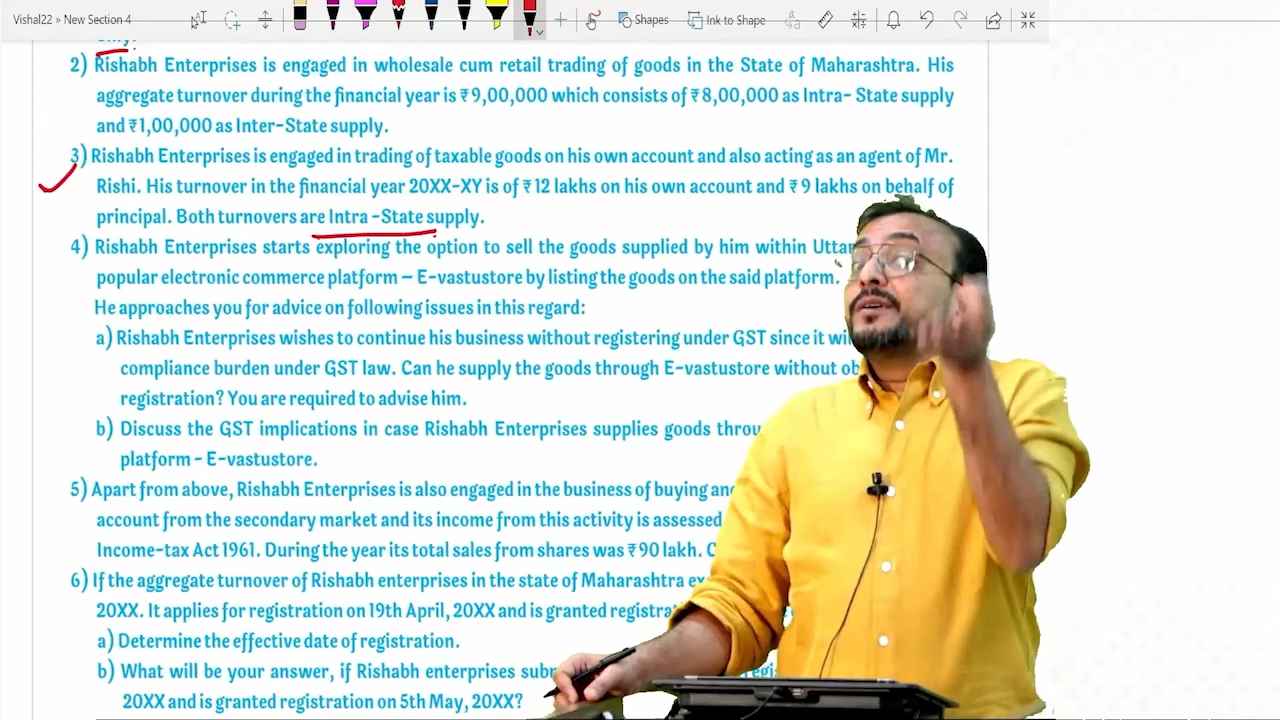 Vishal22 » New Section 4
Shapes
Ink to Shape
only.
2) Rishabh Enterprises is engaged in wholesale cum retail trading of goods in the State of Maharashtra. His
aggregate turnover during the financial year is ₹9,00,000 which consists of ₹8,00,000 as Intra- State supply
and ₹1,00,000 as Inter-State supply.
3) Rishabh Enterprises is engaged in trading of taxable goods on his own account and also acting as an agent of Mr.
Rishi. His turnover in the financial year 20XX-XY is of ₹12 lakhs on his own account and ₹9 lakhs on behalf of
principal. Both turnovers are Intra -State supply.
4) Rishabh Enterprises starts exploring the option to sell the goods supplied by him within
popular electronic commerce platform – E-vastustore by listing the goods on the said platform.
He approaches you for advice on following issues in this regard:
a) Rishabh Enterprises wishes to continue his business without registering under GST since it
compliance burden under GST law. Can he supply the goods through E-vastustore without
registration? You are required to advise him.
b) Discuss the GST implications in case Rishabh Enterprises supplies goods
platform - E-vastustore.
5) Apart from above, Rishabh Enterprises is also engaged in the business of buying
account from the secondary market and its income from this activity is assessed
Income-tax Act 1961. During the year its total sales from shares was ₹90 lakh.
6) If the aggregate turnover of Rishabh enterprises in the state of Maharashtra
20XX. It applies for registration on 19th April, 20XX and is granted
a) Determine the effective date of registration.
b) What will be your answer, if Rishabh enterprises
20XX and is granted registration on 5th May, 20XX?